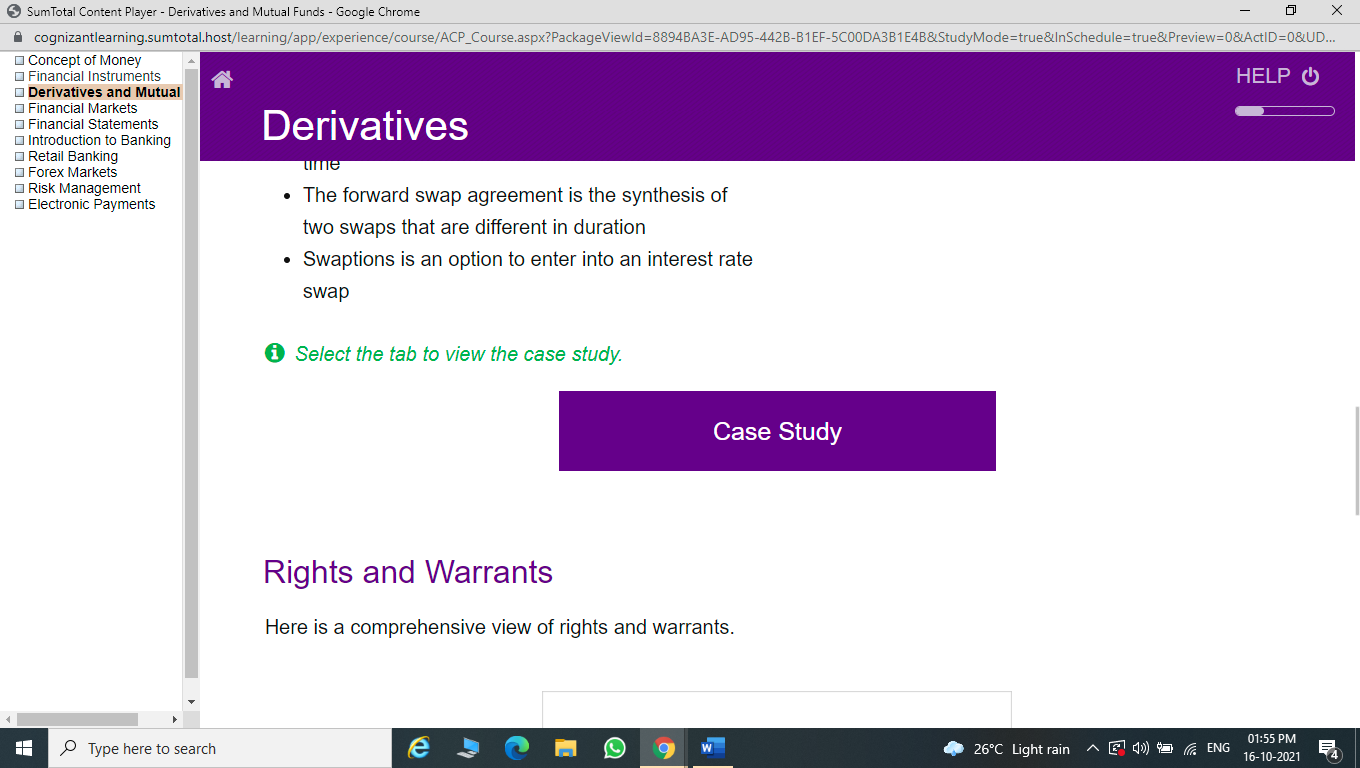 SumTotal Content Player - Derivatives and Mutual Funds - Google Chrome
cognizantlearning.sumtotal.host/learning/app/experience/course/ACP_Course.aspx?PackageViewId=8894BA3E-AD95-442B-B1EF-5C00DA3B1E4B&StudyMode=true&InSchedule=true&Preview=0&ActID=0&UD...
Concept of Money
Financial Instruments
Derivatives and Mutual
Financial Markets
Financial Statements
Introduction to Banking
Retail Banking
Forex Markets
Risk Management
Electronic Payments
HELP
Derivatives
time
• The forward swap agreement is the synthesis of
two swaps that are different in duration
• Swaptions is an option to enter into an interest rate
swap
Select the tab to view the case study.
Case Study
Rights and Warrants
Here is a comprehensive view of rights and warrants.
Type here to search
26°C Light rain
ENG
01:55 PM
16-10-2021
4